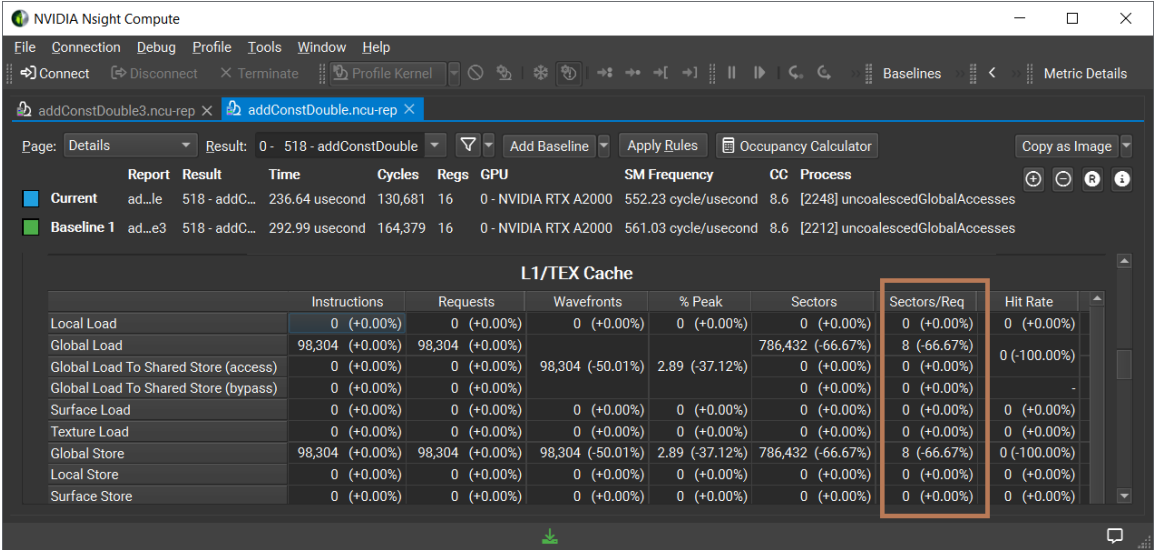 NVIDIA Nsight Compute
File Connection Debug Profile Tools Window Help
Connect Disconnect Terminate Profile Kernel Baselines Metric Details
addConstDouble3.ncu-rep addConstDouble.ncu-rep
Page: Details Result: 0 - 518 - addConstDouble Add Baseline Apply Rules Occupancy Calculator Copy as Image
Report Result Time Cycles Regs GPU SM Frequency CC Process
Current ad...le 518 - addC... 236.64 usecond 130,681 16 0 - NVIDIA RTX A2000 552.23 cycle/usecond 8.6 [2248] uncoalescedGlobalAccesses
Baseline 1 ad...e3 518 - addC... 292.99 usecond 164,379 16 0 - NVIDIA RTX A2000 561.03 cycle/usecond 8.6 [2212] uncoalescedGlobalAccesses
L1/TEX Cache
Instructions Requests Wavefronts % Peak Sectors Sectors/Req Hit Rate
Local Load 0 (+0.00%) 0 (+0.00%) 0 (+0.00%) 0 (+0.00%) 0 (+0.00%) 0 (+0.00%) 0 (+0.00%)
Global Load 98,304 (+0.00%) 98,304 (+0.00%) 786,432 (-66.67%) 8 (-66.67%) 0 (-100.00%)
Global Load To Shared Store (access) 0 (+0.00%) 0 (+0.00%) 98,304 (-50.01%) 2.89 (-37.12%) 0 (+0.00%) 0 (+0.00%)
Global Load To Shared Store (bypass) 0 (+0.00%) 0 (+0.00%) 0 (+0.00%) 0 (+0.00%) -
Surface Load 0 (+0.00%) 0 (+0.00%) 0 (+0.00%) 0 (+0.00%) 0 (+0.00%) 0 (+0.00%) 0 (+0.00%)
Texture Load 0 (+0.00%) 0 (+0.00%) 0 (+0.00%) 0 (+0.00%) 0 (+0.00%) 0 (+0.00%) 0 (+0.00%)
Global Store 98,304 (+0.00%) 98,304 (+0.00%) 98,304 (-50.01%) 2.89 (-37.12%) 786,432 (-66.67%) 8 (-66.67%) 0 (-100.00%)
Local Store 0 (+0.00%) 0 (+0.00%) 0 (+0.00%) 0 (+0.00%) 0 (+0.00%) 0 (+0.00%) 0 (+0.00%)
Surface Store 0 (+0.00%) 0 (+0.00%) 0 (+0.00%) 0 (+0.00%) 0 (+0.00%) 0 (+0.00%) 0 (+0.00%)